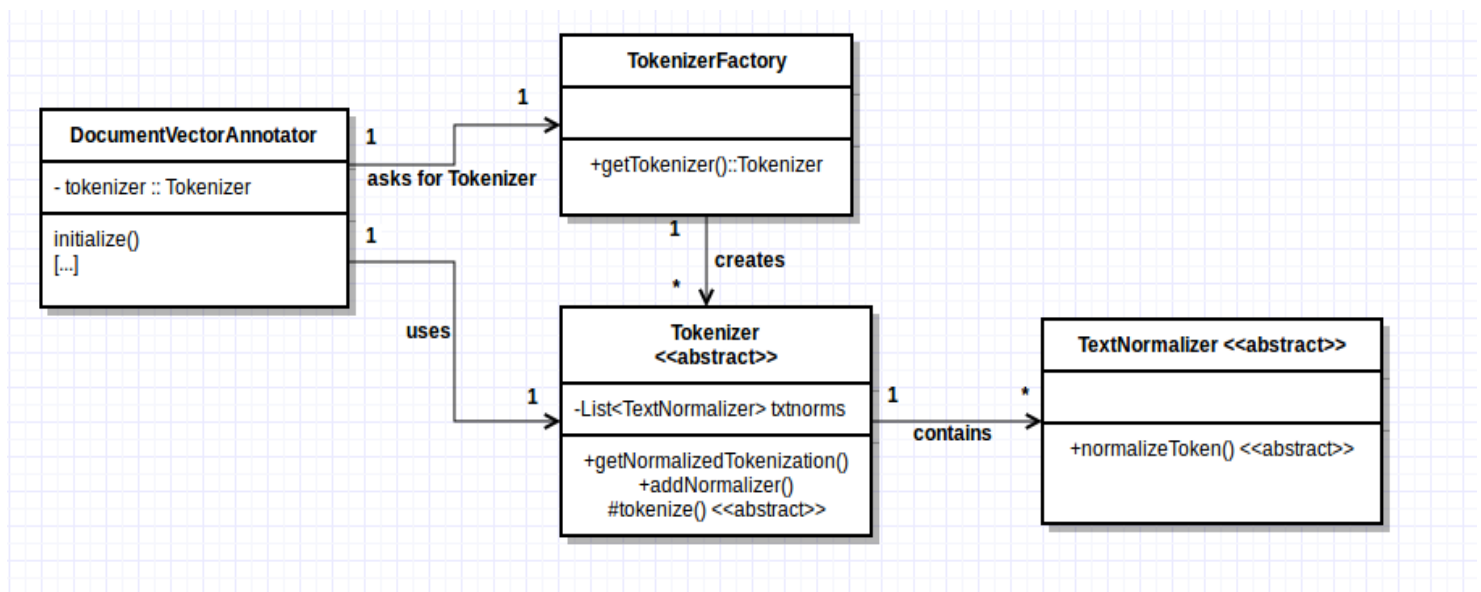 TokenizerFactory
+getTokenizer()::Tokenizer
DocumentVectorAnnotator
- tokenizer :: Tokenizer
initialize()
[...]
1
1
asks for Tokenizer
1
uses
1
1
creates
*
Tokenizer
<<abstract>>
-List<TextNormalizer> txtnorms
+getNormalizedTokenization()
+addNormalizer()
#tokenize() <<abstract>>
1
*
contains
TextNormalizer <<abstract>>
+normalizeToken() <<abstract>>